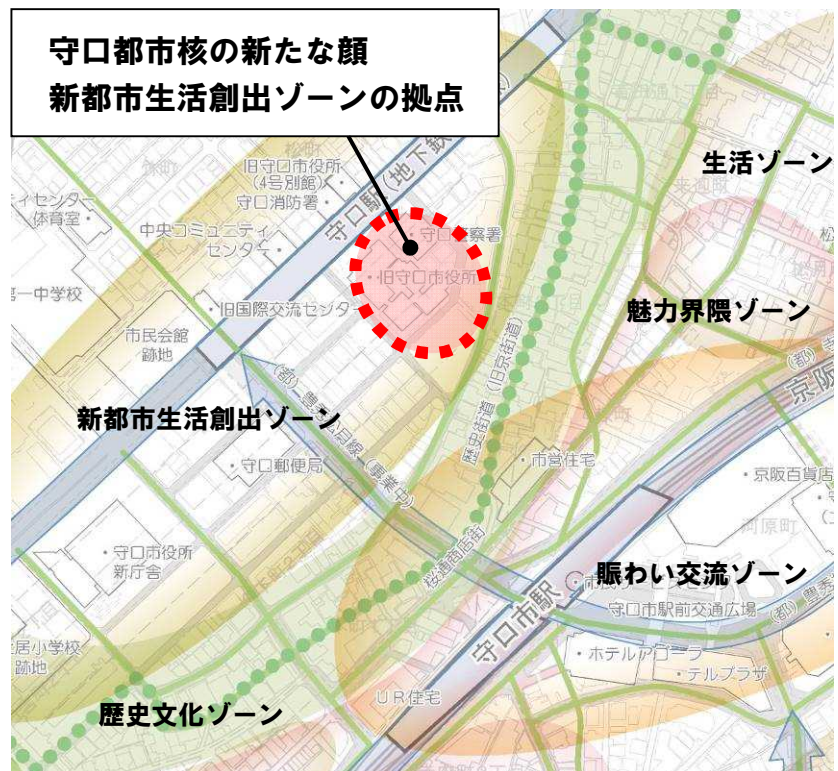 守口都市核の新たな顔
新都市生活創出ゾーンの拠点
生活ゾーン
松町
旧守口市役所
(4号別館)
守口消防署
守口駅(地下鉄
ィセンター
体育室
中央コミュニティ
センター
守口警察署
旧守口市役所
第一中学校
旧国際交流センター
魅力界隈ゾーン
市民会館
跡地
歴史街道(旧京街道)
京阪
新都市生活創出ゾーン
守口郵便局
市営住宅
京阪百貨店
河原町
守口市役所
新庁舎
桜通商店街
賑わい交流ゾーン
守口市駅
守口市駅前交通広場
土居小学校
跡地
ホテルアゴーラ
テルプラザ
UR住宅
歴史文化ゾーン